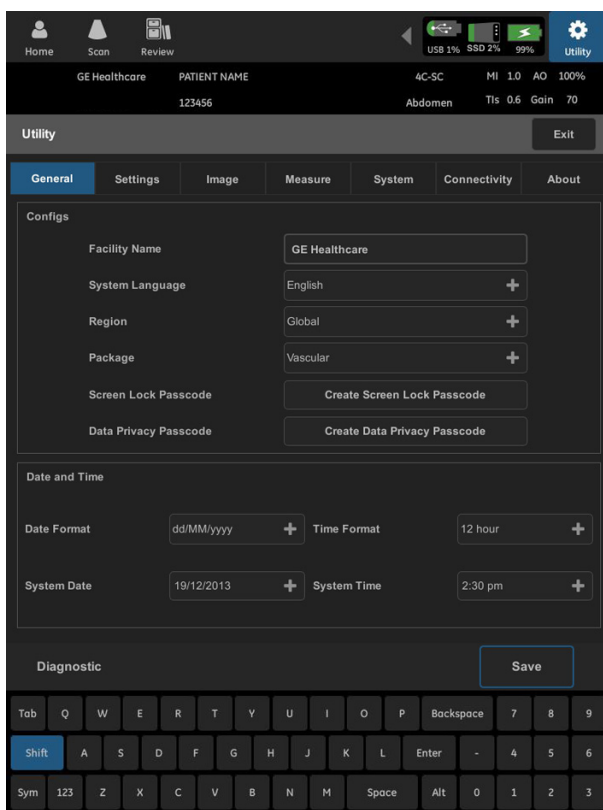 USB 1% SSD 2% 99%
Home Scan Review Utility
GE Healthcare PATIENT NAME 4C-SC MI 1.0 AO 100%
123456 Abdomen TIs 0.6 Gain 70
Utility Exit
General Settings Image Measure System Connectivity About
Configs
Facility Name GE Healthcare
System Language English
Region Global
Package Vascular
Screen Lock Passcode Create Screen Lock Passcode
Data Privacy Passcode Create Data Privacy Passcode
Date and Time
Date Format dd/MM/yyyy Time Format 12 hour
System Date 19/12/2013 System Time 2:30 pm
Diagnostic Save
Tab Q W E R T Y U I O P Backspace 7 8 9
Shift A S D F G H J K L Enter - 4 5 6
Sym 123 Z X C V B N M Space Alt 0 1 2 3